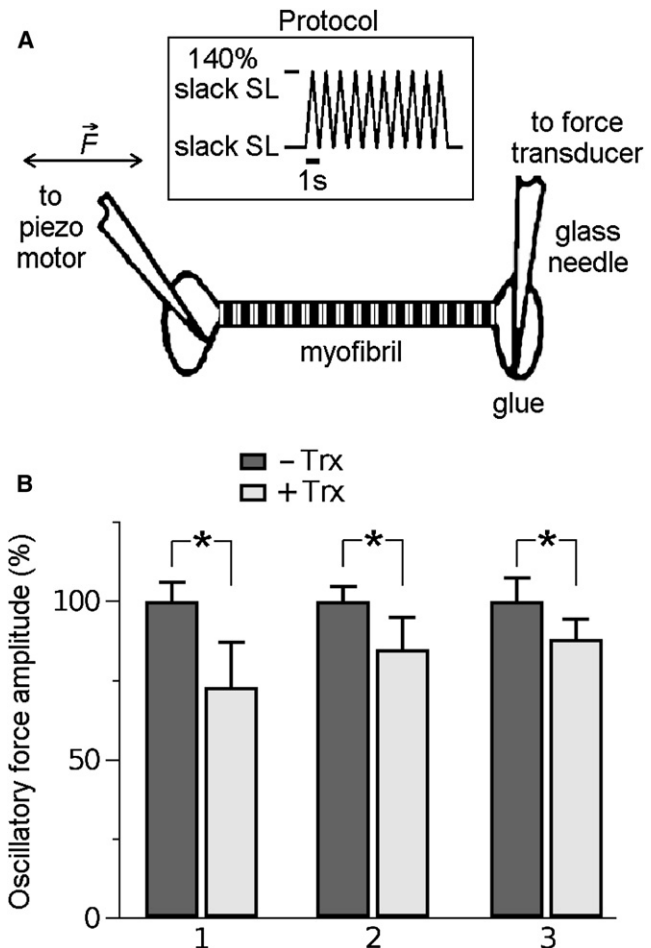 A
Protocol
140%
slack SL
slack SL
1s
F
to
piezo
motor
to force
transducer
glass
needle
myofibril
glue
B
– Trx
+ Trx
Oscillatory force amplitude (%)
100
50
0
*
*
*
1
2
3